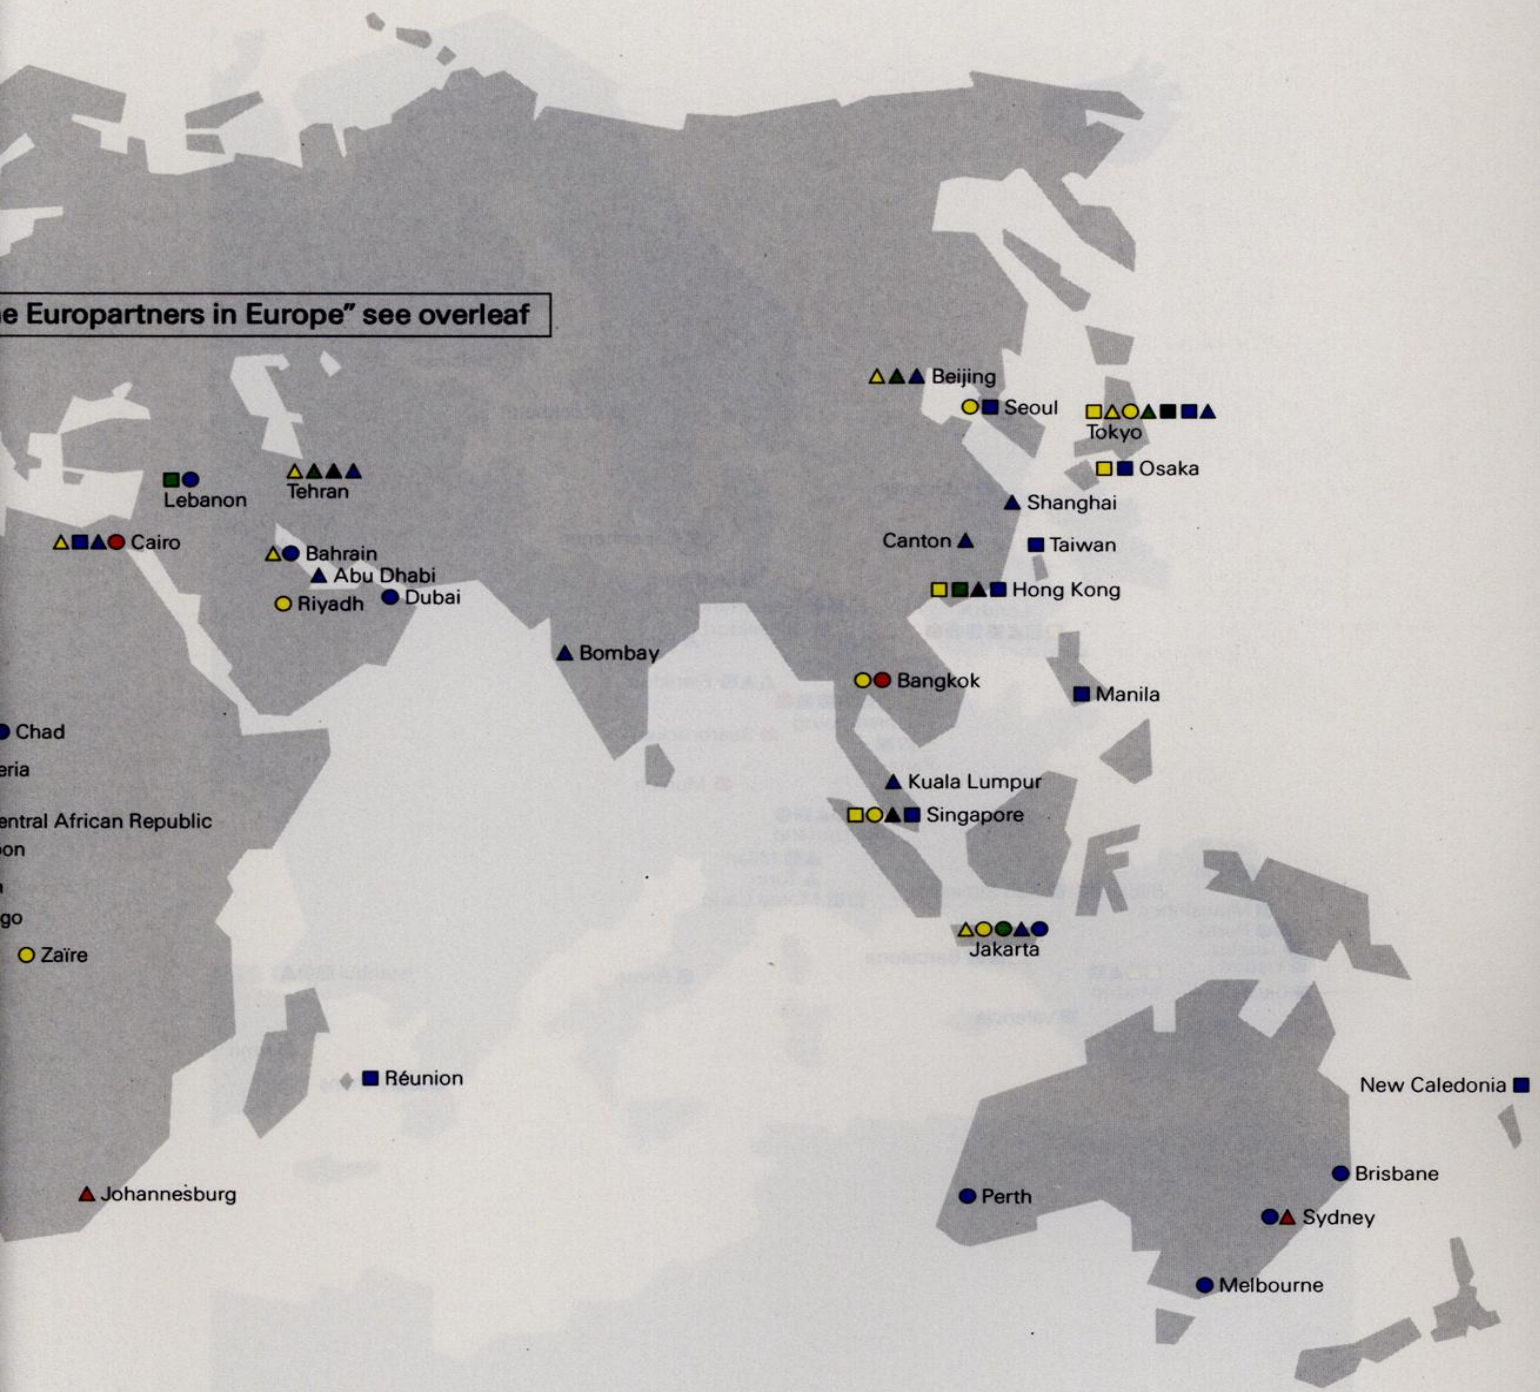 e Europartners in Europe” see overleaf
Beijing
Seoul
Tokyo
Osaka
Lebanon
Tehran
Shanghai
Cairo
Canton
Taiwan
Bahrain
Abu Dhabi
Riyadh
Dubai
Hong Kong
Bombay
Bangkok
Manila
Chad
eria
Kuala Lumpur
Singapore
entral African Republic
on
go
Jakarta
Zaïre
Réunion
New Caledonia
Brisbane
Johannesburg
Perth
Sydney
Melbourne